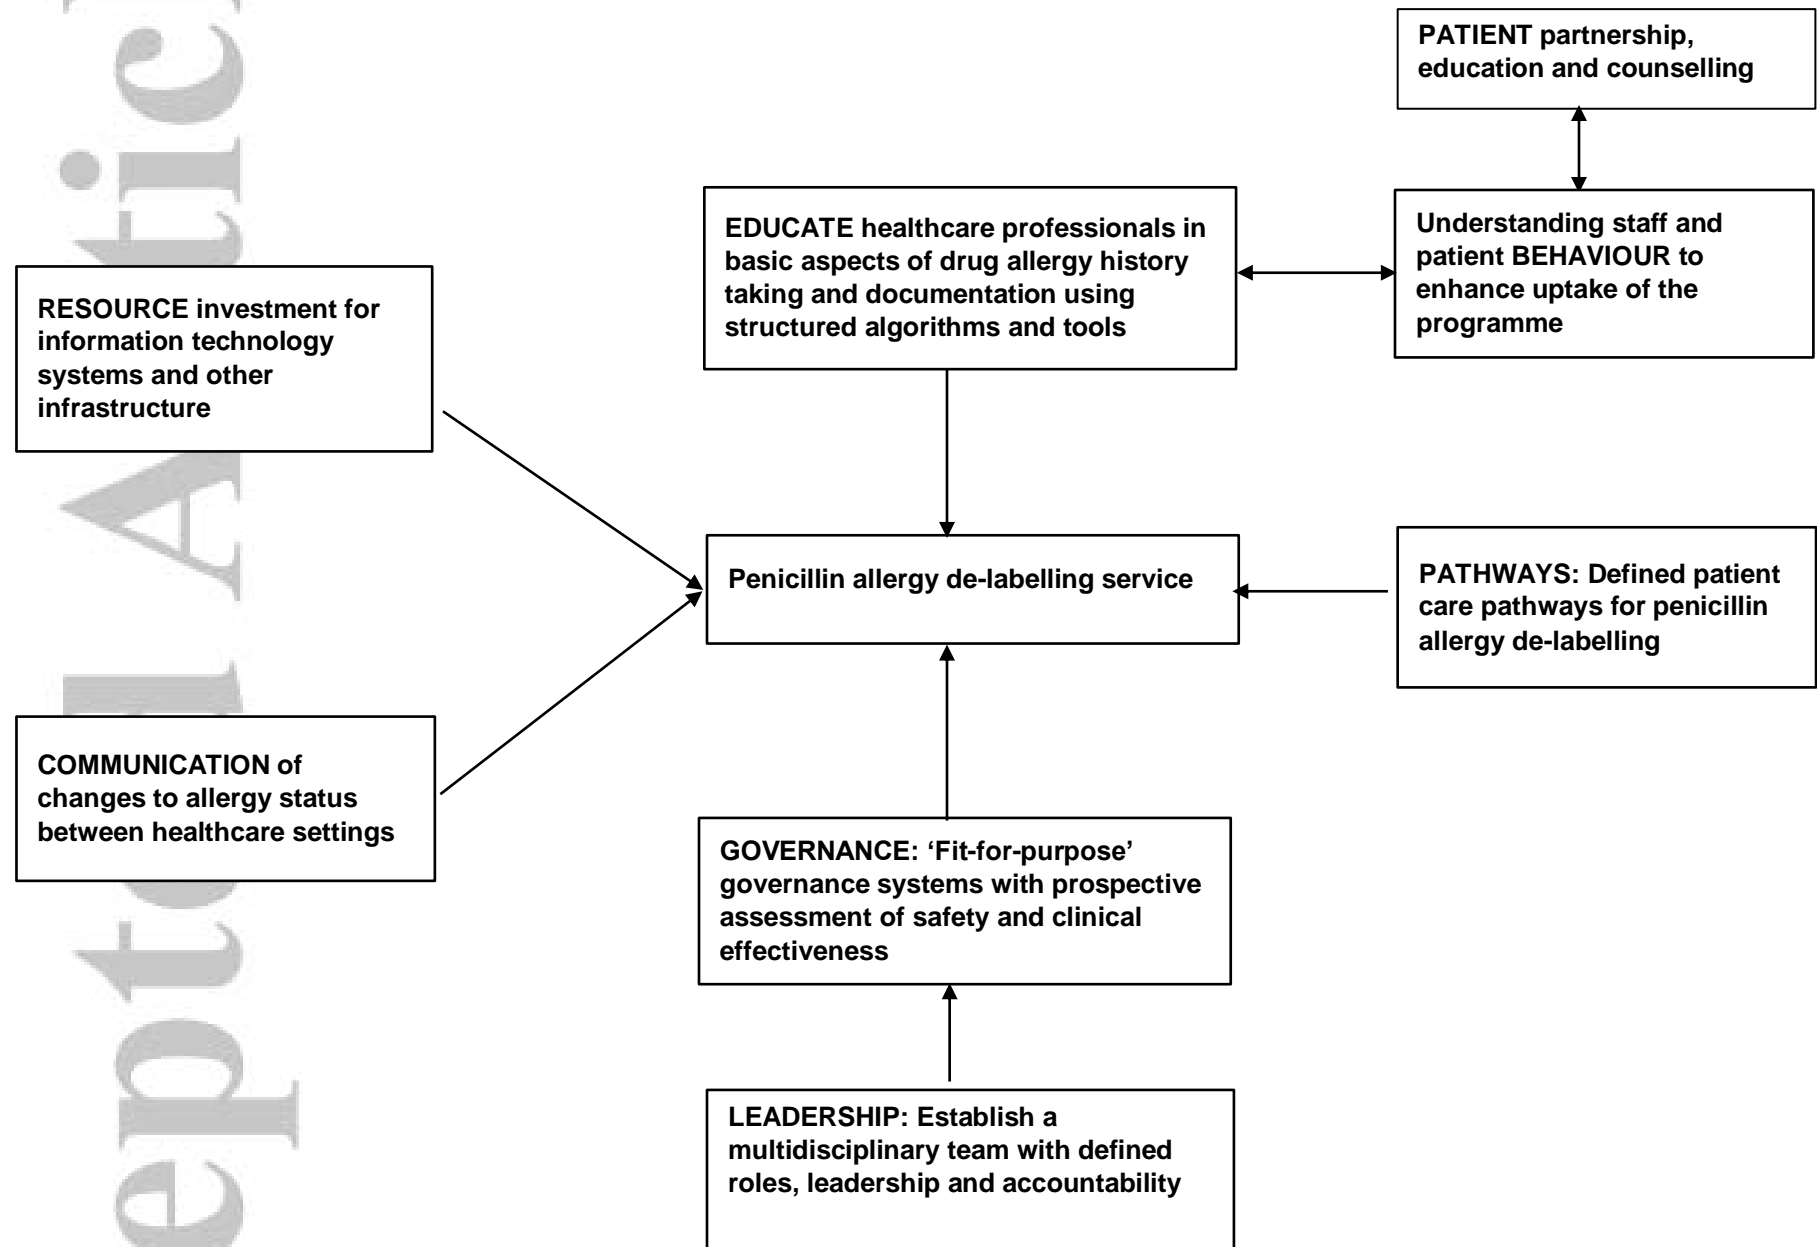 PATIENT partnership,
education and counselling
EDUCATE healthcare professionals in
basic aspects of drug allergy history
taking and documentation using
structured algorithms and tools
Understanding staff and
patient BEHAVIOUR to
enhance uptake of the
programme
RESOURCE investment for
information technology
systems and other
infrastructure
Penicillin allergy de-labelling service
PATHWAYS: Defined patient
care pathways for penicillin
allergy de-labelling
COMMUNICATION of
changes to allergy status
between healthcare settings
GOVERNANCE: ‘Fit-for-purpose’
governance systems with prospective
assessment of safety and clinical
effectiveness
LEADERSHIP: Establish a
multidisciplinary team with defined
roles, leadership and accountability